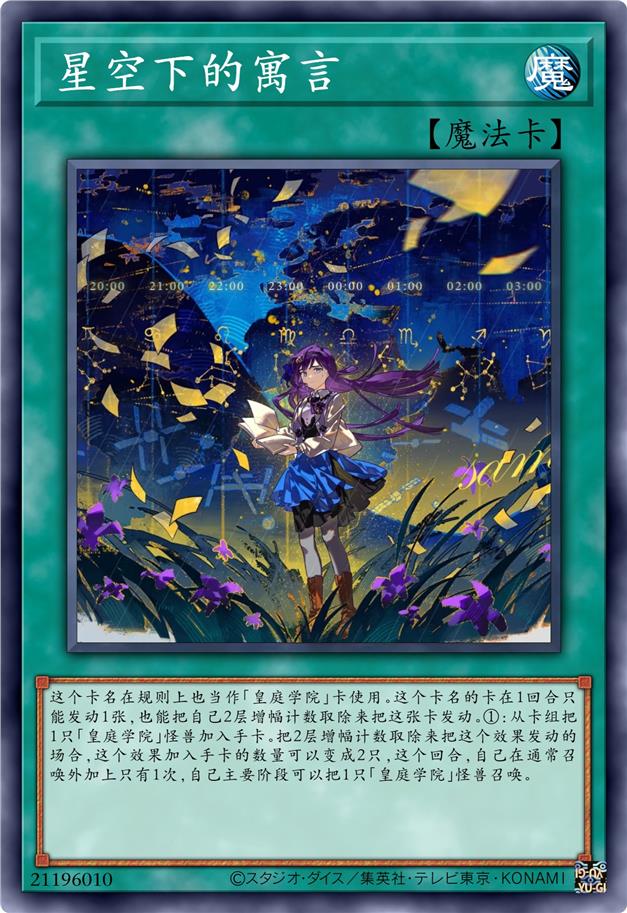 星空下的寓言
魔
【魔法卡】
20:00 21:00 22:00 23:00 00:00 01:00 02:00 03:00
♋ ♌ ♍ ♎ ♏ ♐
这个卡名在规则上也当作「皇庭学院」卡使用。这个卡名的卡在1回合只
能发动1张，也能把自己2层增幅计数取除来把这张卡发动。①：从卡组把
1只「皇庭学院」怪兽加入手卡。把2层增幅计数取除来把这个效果发动的
场合，这个效果加入手卡的数量可以变成2只，这个回合，自己在通常召
唤外加上只有1次，自己主要阶段可以把1只「皇庭学院」怪兽召唤。
21196010
©スタジオ·ダイス／集英社·テレビ東京·KONAMI
YU-GI